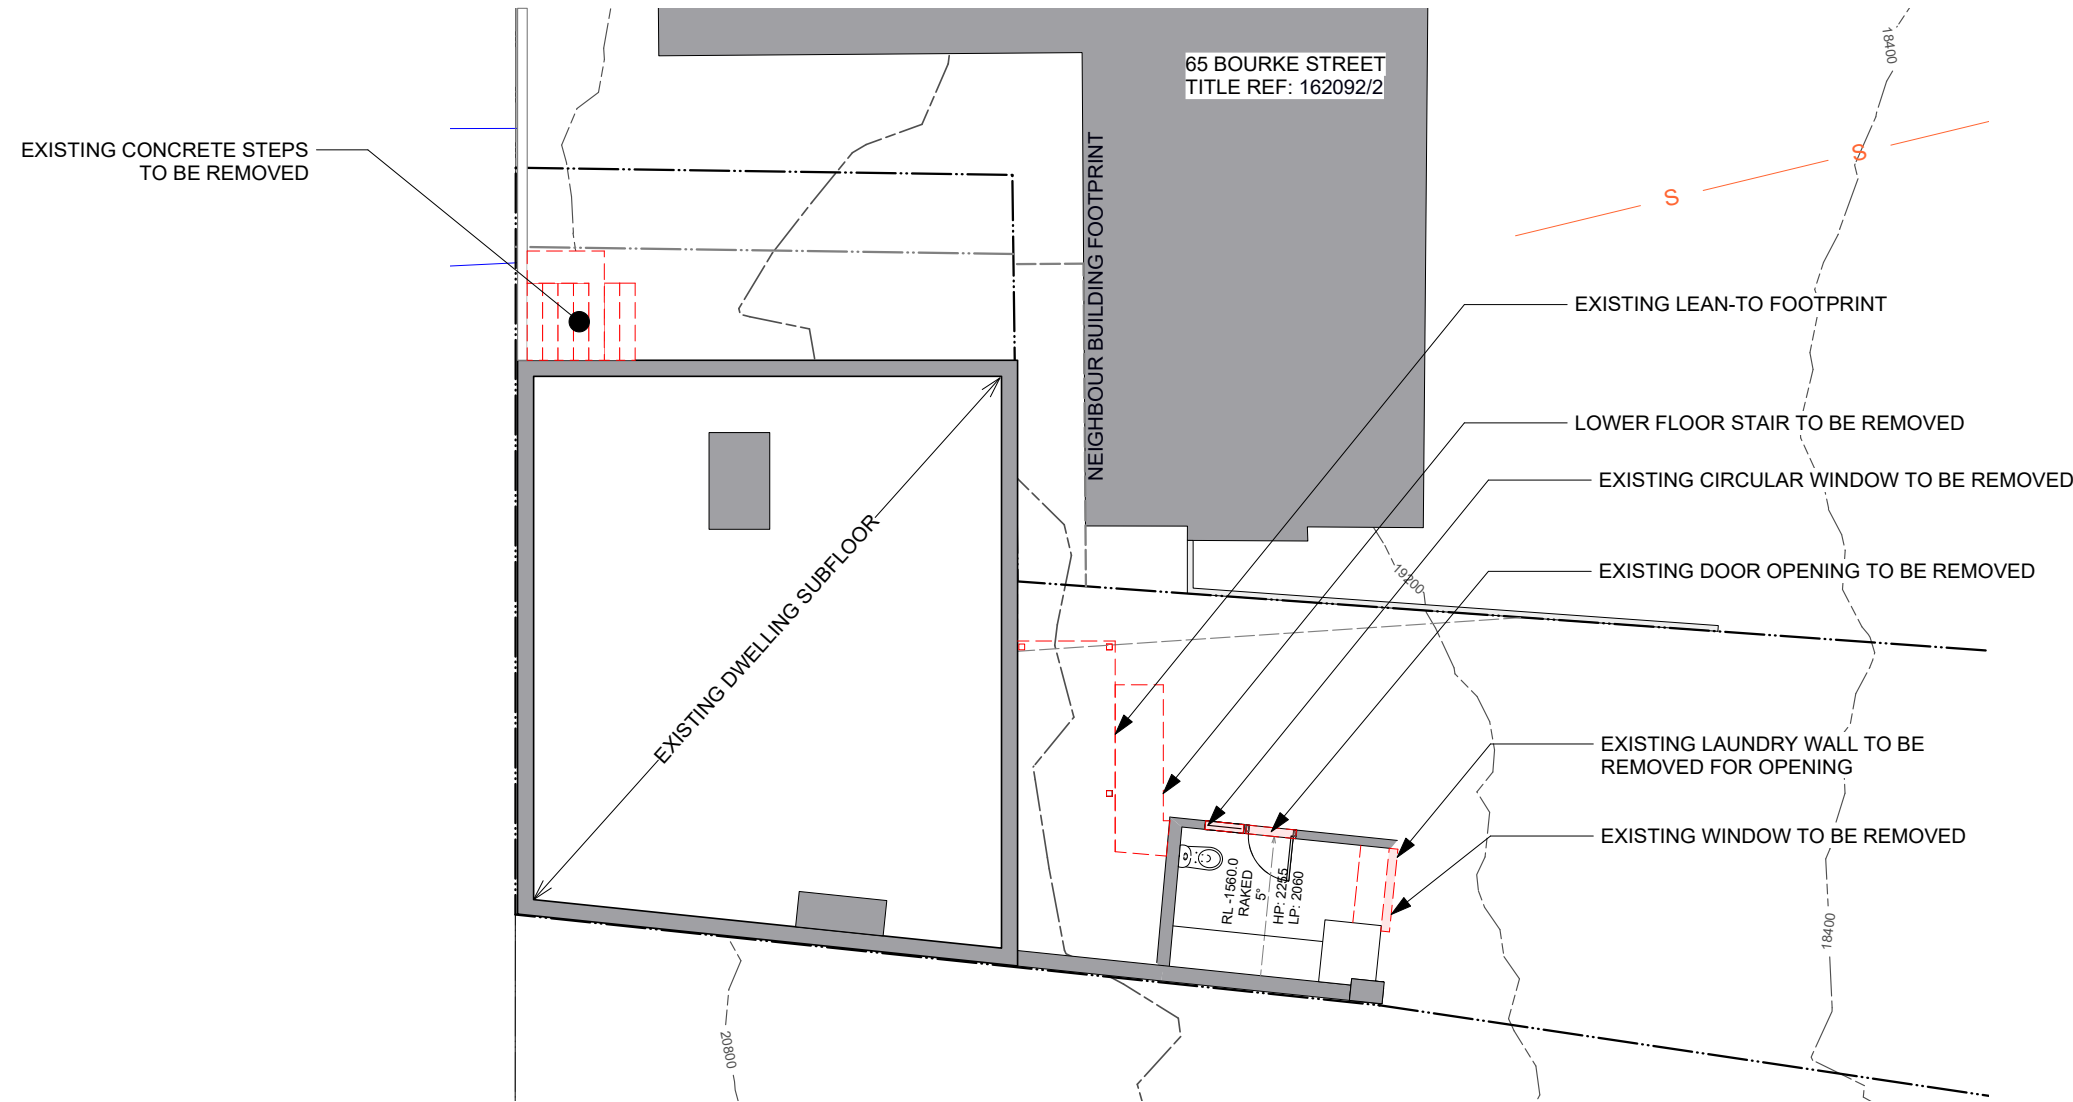 65 BOURKE STREET
TITLE REF: 162092/2
18400
EXISTING CONCRETE STEPS
TO BE REMOVED
NEIGHBOUR BUILDING FOOTPRINT
S
S
EXISTING LEAN-TO FOOTPRINT
LOWER FLOOR STAIR TO BE REMOVED
EXISTING CIRCULAR WINDOW TO BE REMOVED
EXISTING DOOR OPENING TO BE REMOVED
19200
EXISTING DWELLING SUBFLOOR
EXISTING LAUNDRY WALL TO BE
REMOVED FOR OPENING
EXISTING WINDOW TO BE REMOVED
RL -1560.0
RAKED
5°
HP: 2255
LP: 2060
18400
20800